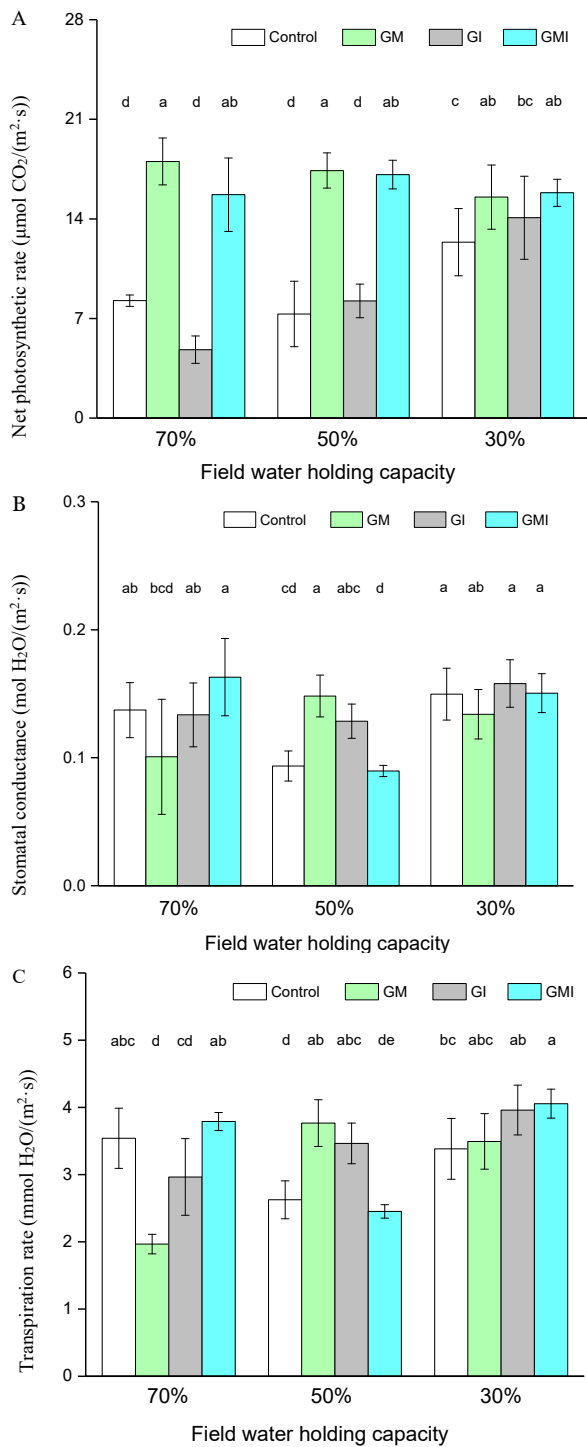 A
Net photosynthetic rate (μmol CO₂/(m²·s))
28
21
14
7
0
Control GM GI GMI
d a d ab d a d ab c ab bc ab
70% 50% 30%
Field water holding capacity
B
Stomatal conductance (mol H₂O/(m²·s))
0.3
0.2
0.1
0.0
Control GM GI GMI
ab bcd ab a cd a abc d a ab a a
70% 50% 30%
Field water holding capacity
C
Transpiration rate (mmol H₂O/(m²·s))
6
5
4
3
2
1
0
Control GM GI GMI
abc d cd ab d ab abc de bc abc ab a
70% 50% 30%
Field water holding capacity